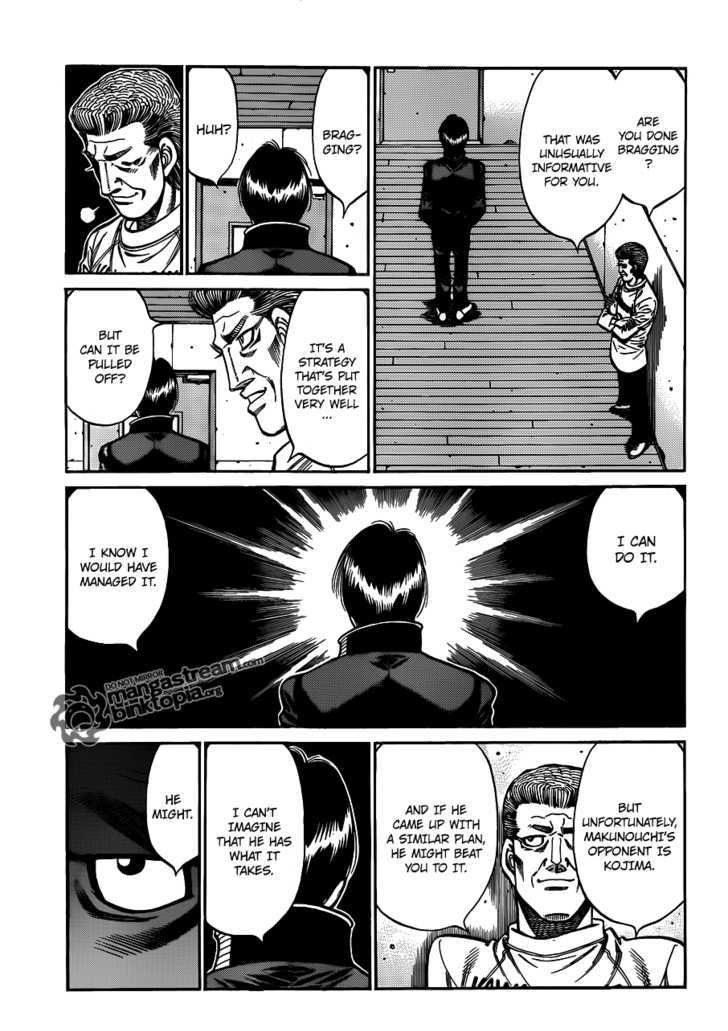 ARE
YOU DONE
BRAGGING
?
THAT WAS
UNUSUALLY
INFORMATIVE
FOR YOU.
BRAG-
GING?
HUH?
IT'S A
STRATEGY
THAT'S PUT
TOGETHER
VERY WELL
...
BUT
CAN IT BE
PULLED
OFF?
I CAN
DO IT.
I KNOW I
WOULD HAVE
MANAGED IT.
DO NOT MIRROR
mangastream.com
binktopia.org
BUT
UNFORTUNATELY,
MAKUNOUCHI'S
OPPONENT IS
KOJIMA.
AND IF HE
CAME UP WITH
A SIMILAR PLAN,
HE MIGHT BEAT
YOU TO IT.
I CAN'T
IMAGINE
THAT HE HAS
WHAT IT
TAKES.
HE
MIGHT.